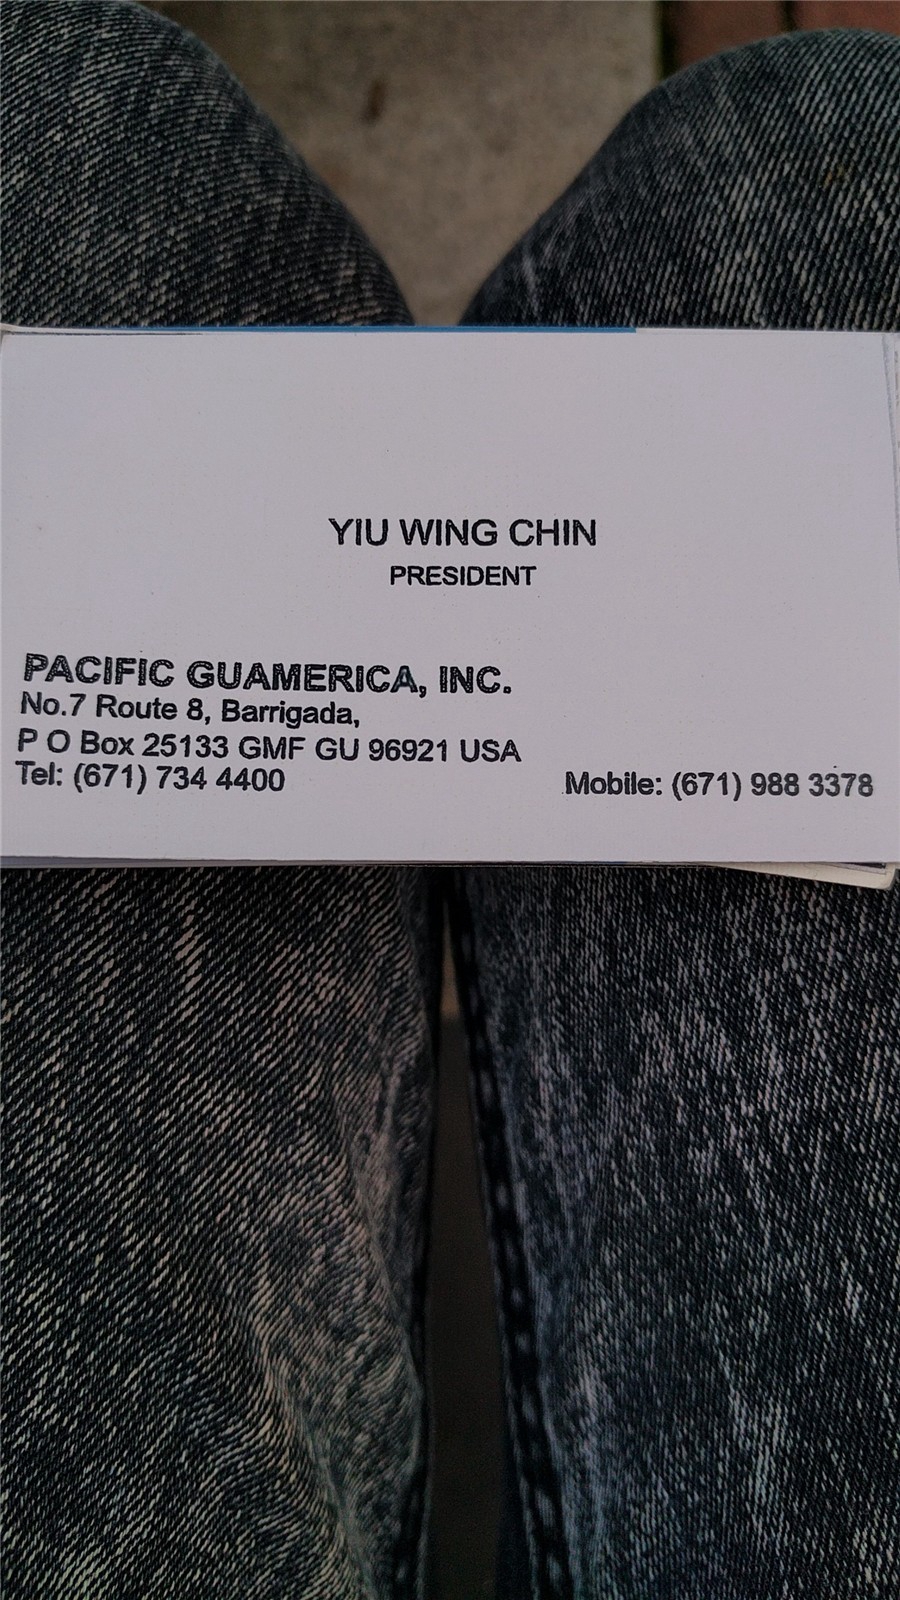 YIU WING CHIN
PRESIDENT
PACIFIC GUAMERICA, INC.
No.7 Route 8, Barrigada,
P O Box 25133 GMF GU 96921 USA
Tel: (671) 734 4400 Mobile: (671) 988 3378